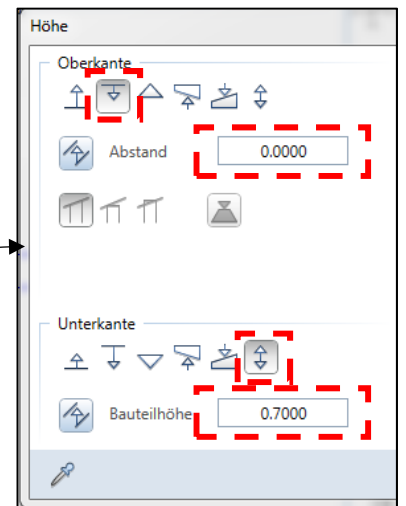 Höhe
Oberkante
Abstand 0.0000
Unterkante
Bauteilhöhe 0.7000